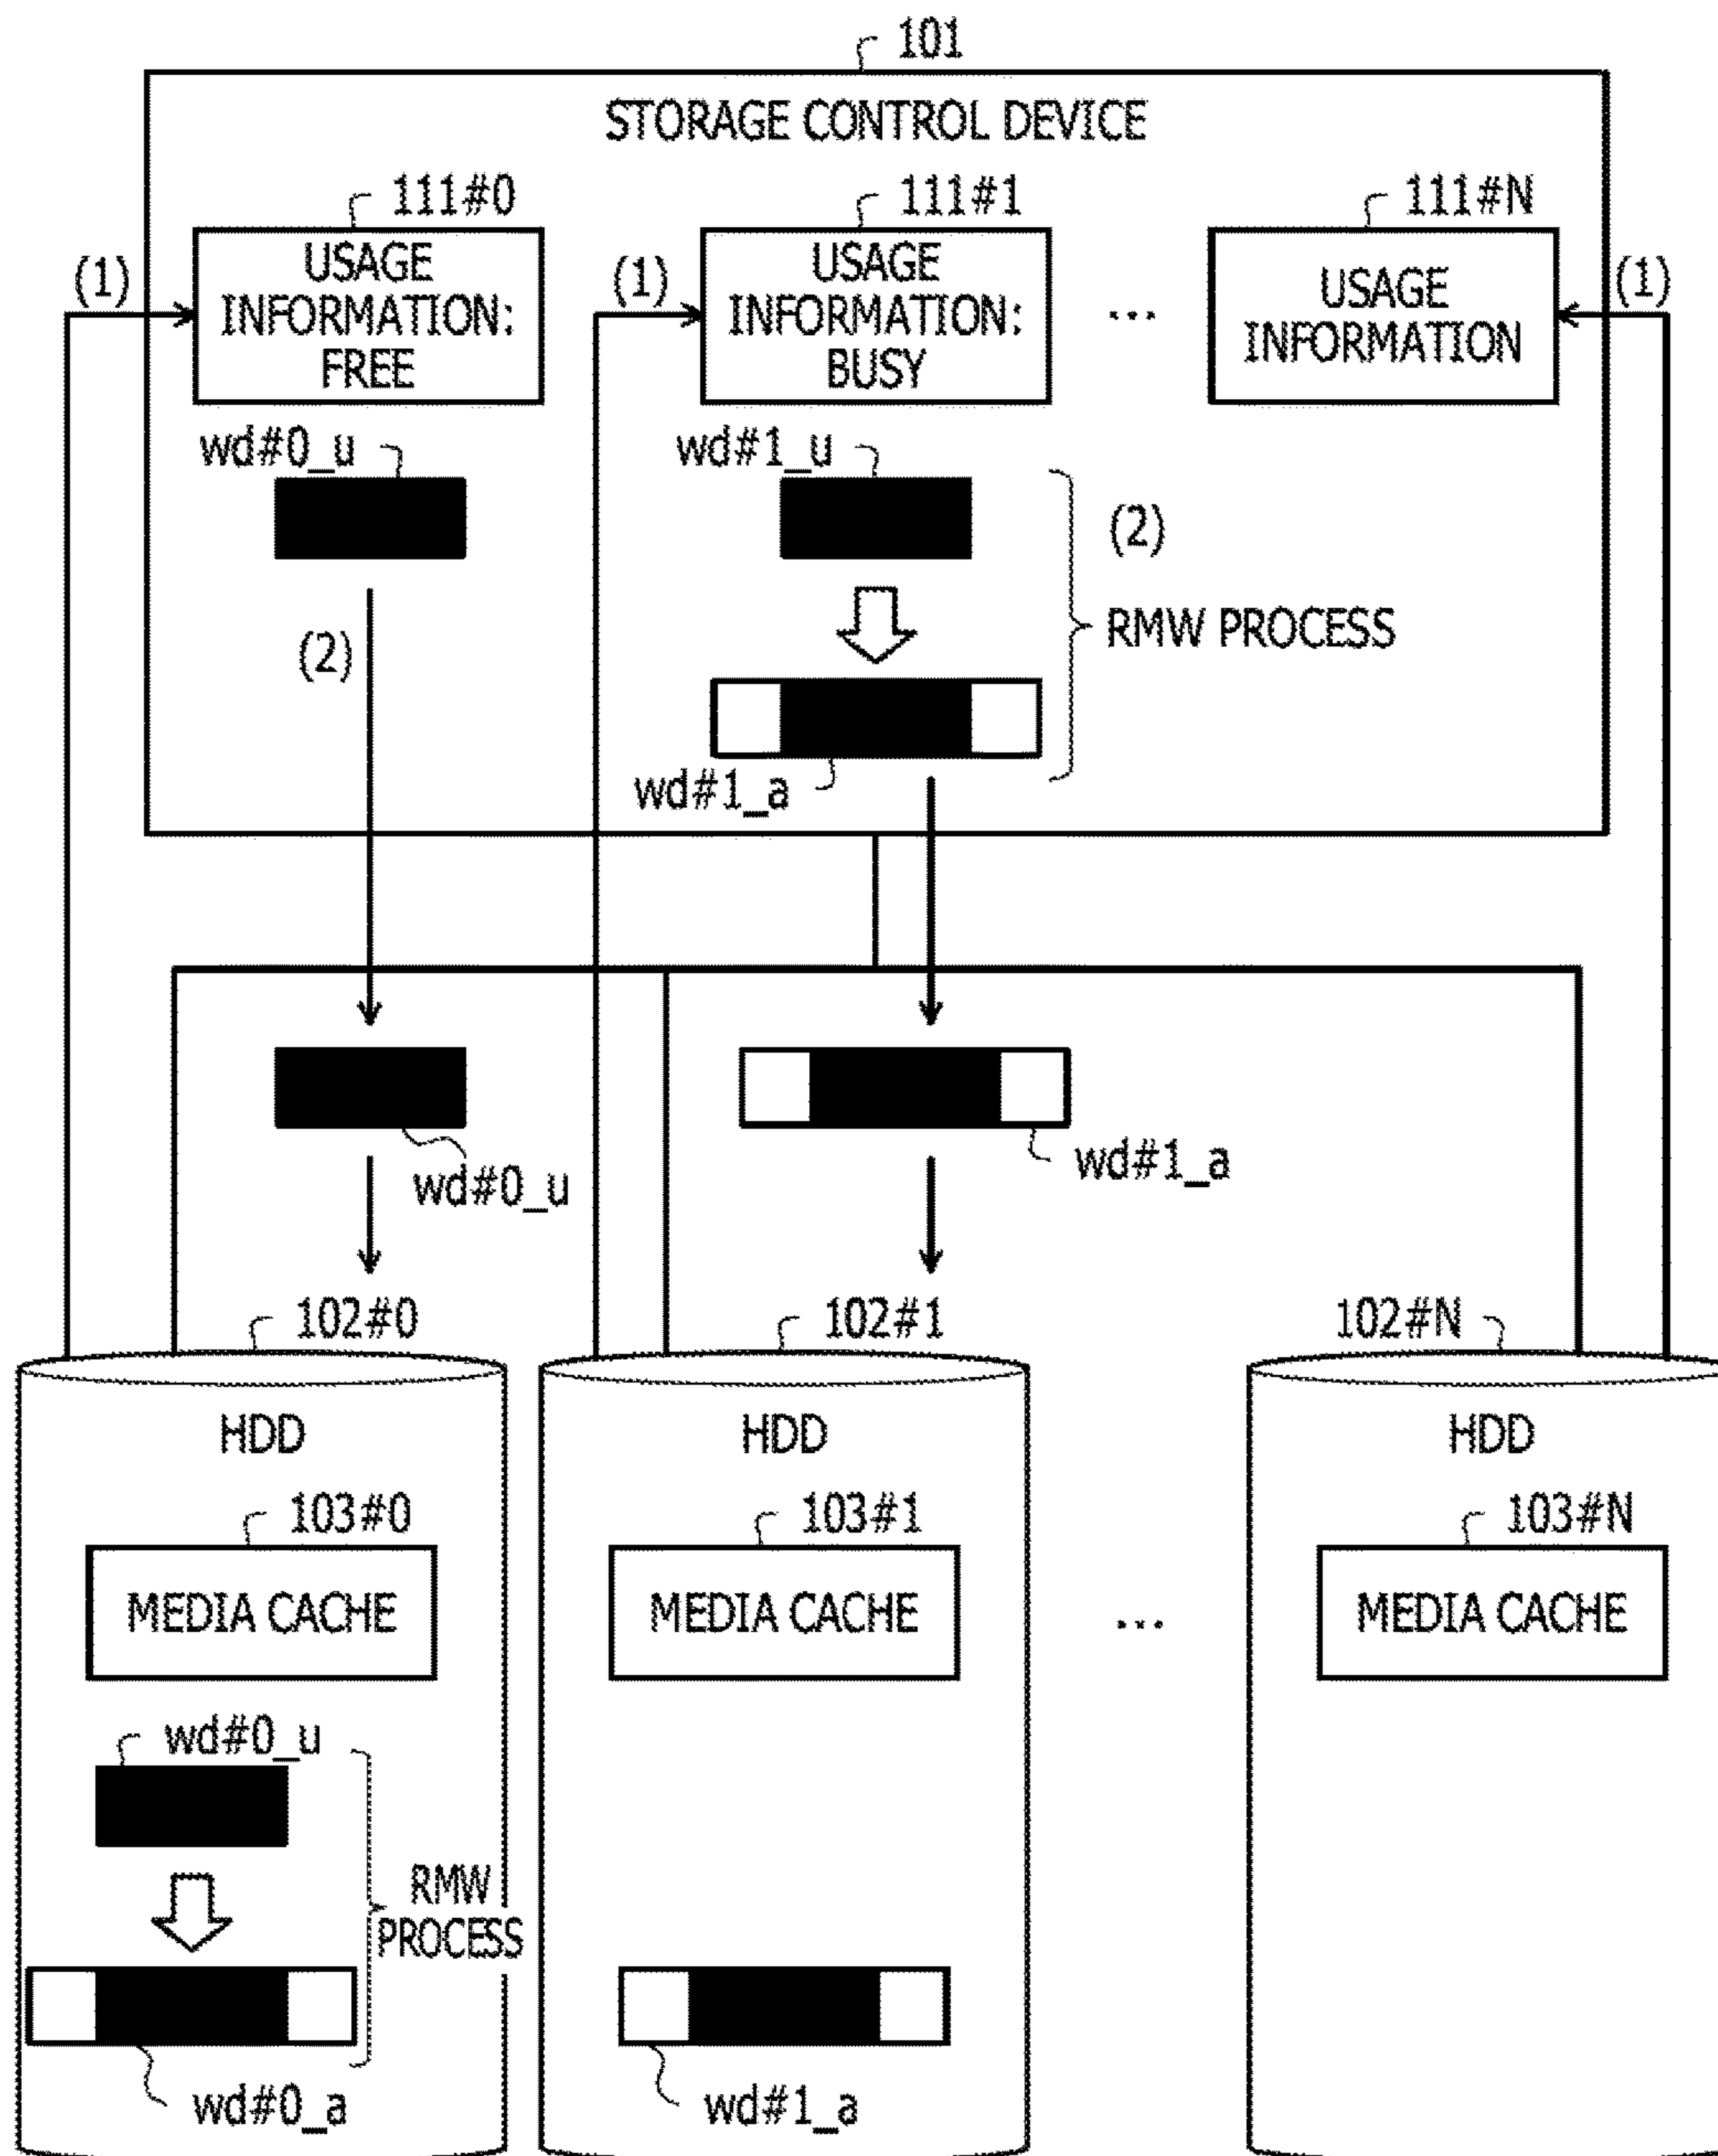 101
STORAGE CONTROL DEVICE
111#0
111#1
111#N
(1)
USAGE
INFORMATION:
FREE
(1)
USAGE
INFORMATION:
BUSY
...
USAGE
INFORMATION
(1)
wd#0_u
wd#1_u
(2)
(2)
RMW PROCESS
wd#1_a
wd#0_u
wd#1_a
102#0
102#1
102#N
HDD
HDD
HDD
103#0
103#1
103#N
MEDIA CACHE
MEDIA CACHE
...
MEDIA CACHE
wd#0_u
RMW
PROCESS
wd#0_a
wd#1_a